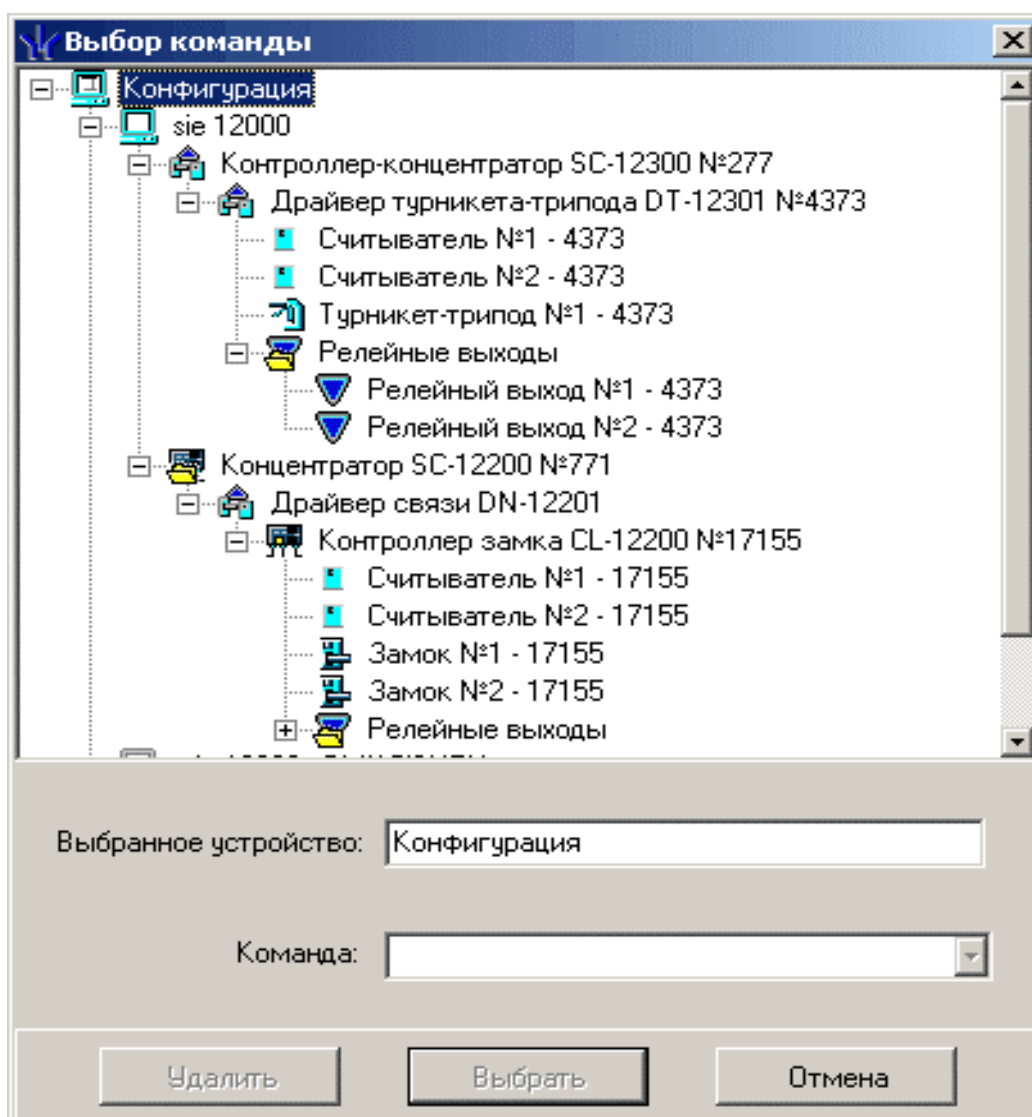 Выбор команды
Конфигурация
sie 12000
Контроллер-концентратор SC-12300 №277
Драйвер турникета-трипода DT-12301 №4373
Считыватель №1 - 4373
Считыватель №2 - 4373
Турникет-трипод №1 - 4373
Релейные выходы
Релейный выход №1 - 4373
Релейный выход №2 - 4373
Концентратор SC-12200 №771
Драйвер связи DN-12201
Контроллер замка CL-12200 №17155
Считыватель №1 - 17155
Считыватель №2 - 17155
Замок №1 - 17155
Замок №2 - 17155
Релейные выходы
Выбранное устройство: Конфигурация
Команда:
Удалить Выбрать Отмена